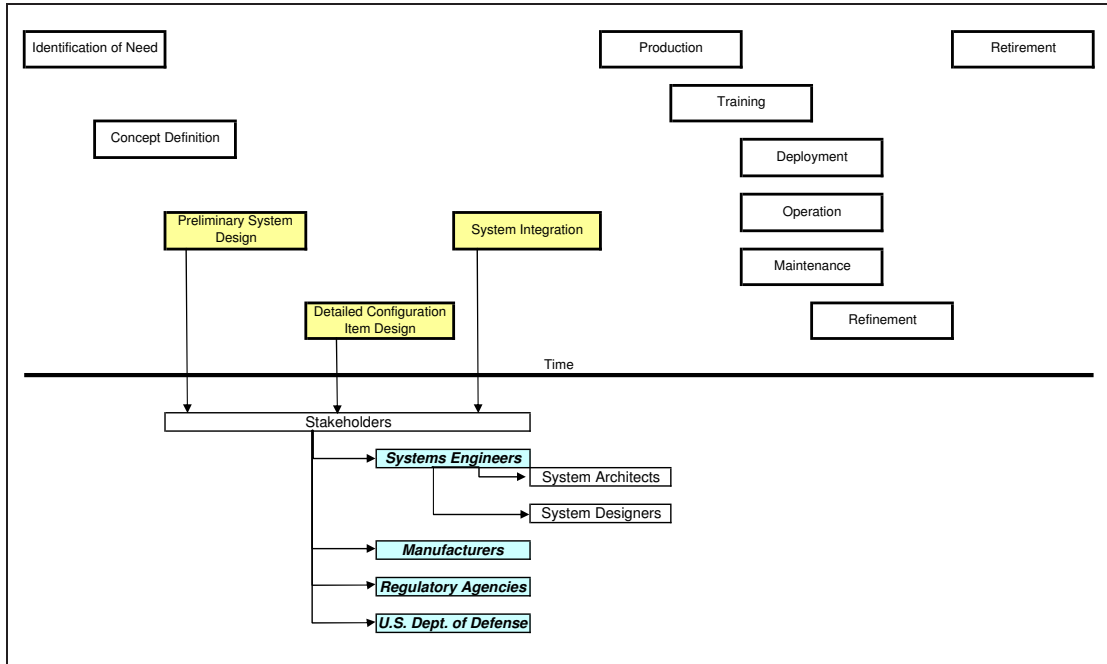 Identification of Need
Production
Retirement
Training
Concept Definition
Deployment
Preliminary System
Design
System Integration
Operation
Maintenance
Detailed Configuration
Item Design
Refinement
Time
Stakeholders
Systems Engineers
System Architects
System Designers
Manufacturers
Regulatory Agencies
U.S. Dept. of Defense